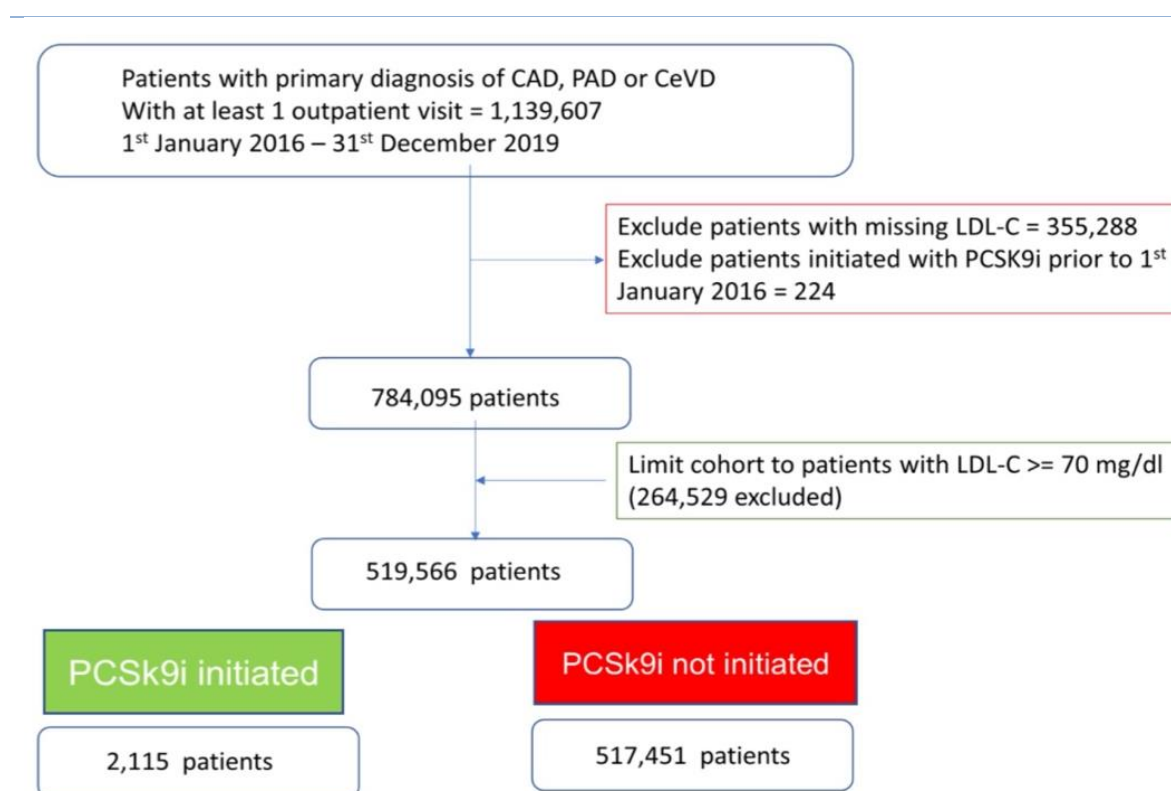 Patients with primary diagnosis of CAD, PAD or CeVD
With at least 1 outpatient visit = 1,139,607
1st January 2016 – 31st December 2019
Exclude patients with missing LDL-C = 355,288
Exclude patients initiated with PCSK9i prior to 1st
January 2016 = 224
784,095 patients
Limit cohort to patients with LDL-C >= 70 mg/dl
(264,529 excluded)
519,566 patients
PCSk9i initiated
PCSk9i not initiated
2,115 patients
517,451 patients